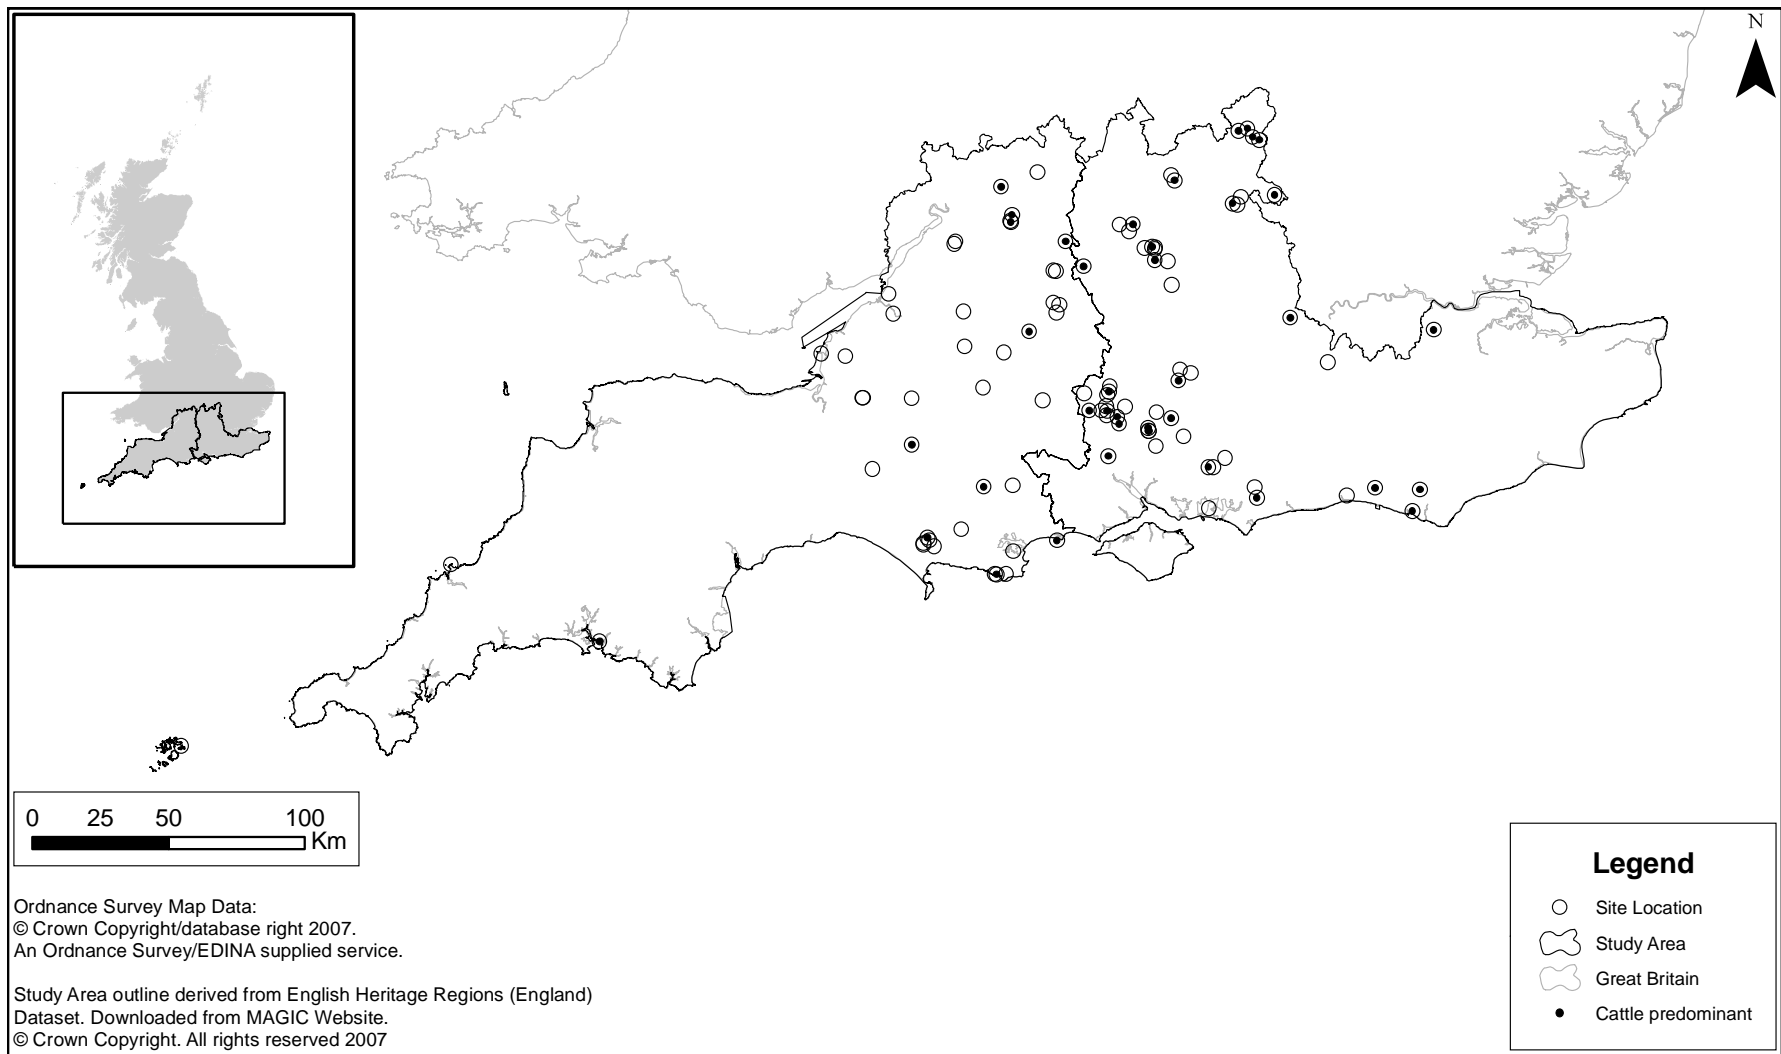 N
0 25 50 100
Km
Ordnance Survey Map Data:
© Crown Copyright/database right 2007.
An Ordnance Survey/EDINA supplied service.
Study Area outline derived from English Heritage Regions (England)
Dataset. Downloaded from MAGIC Website.
© Crown Copyright. All rights reserved 2007
Legend
Site Location
Study Area
Great Britain
Cattle predominant